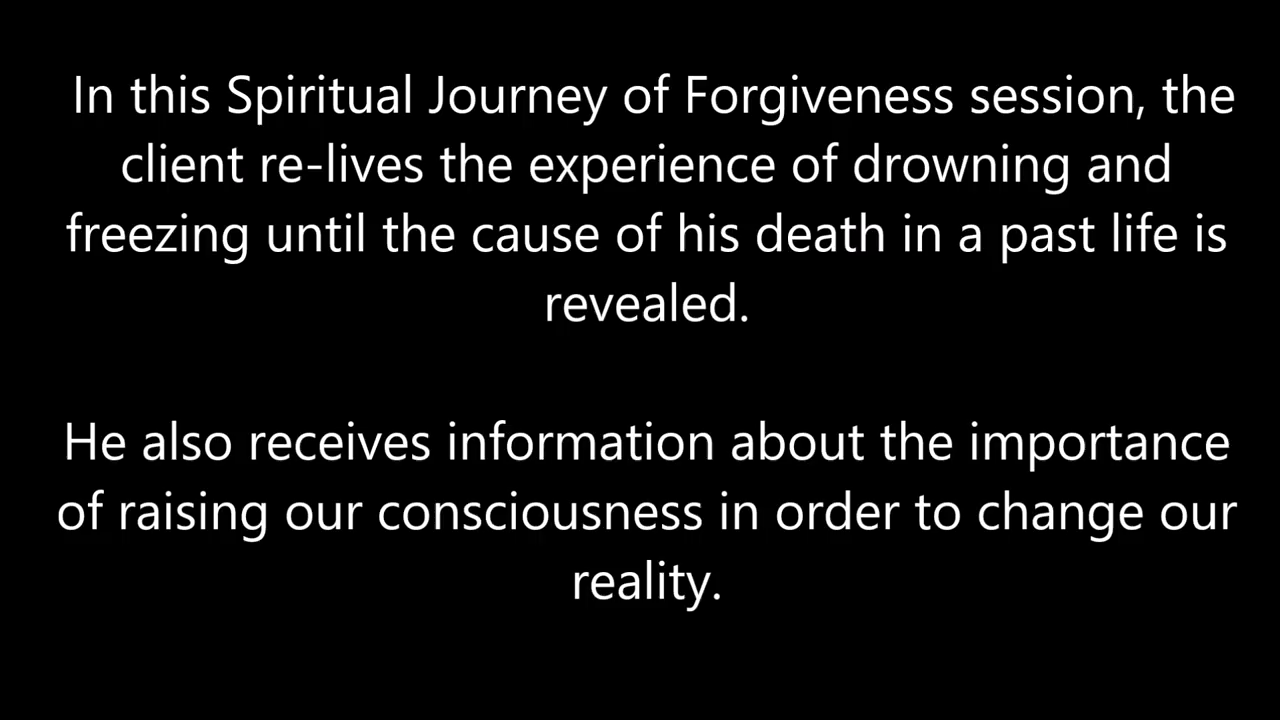 In this Spiritual Journey of Forgiveness session, the
client re-lives the experience of drowning and
freezing until the cause of his death in a past life is
revealed.
He also receives information about the importance
of raising our consciousness in order to change our
reality.